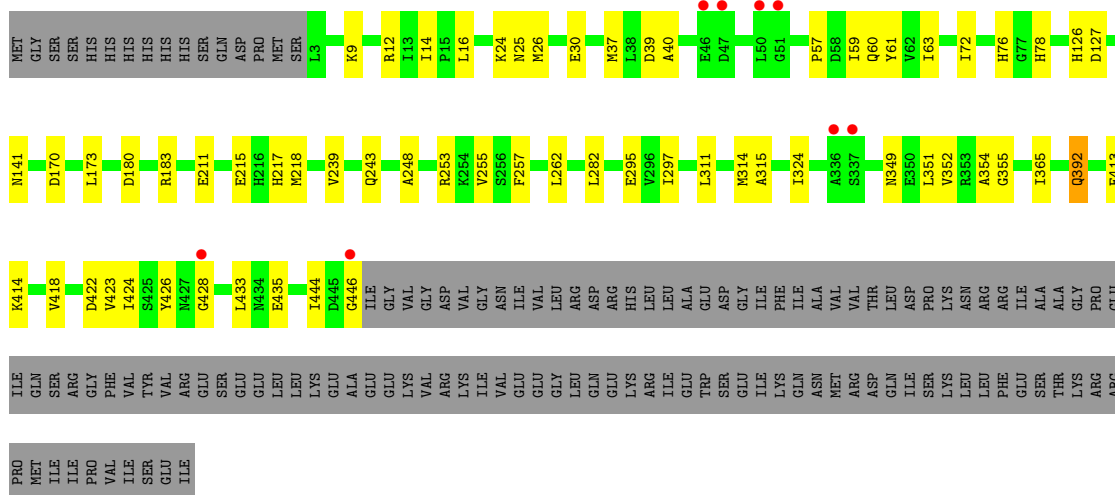 MET GLY SER SER HIS HIS HIS HIS HIS HIS SER GLN ASP PRO MET SER L3 K9 R12 I13 I14 P15 L16 K24 N25 M26 E30 M37 L38 D39 A40 E46 D47 L50 G51 P57 D58 I59 Q60 Y61 V62 I63 I72 H76 G77 H78 H126 D127
N141 D170 L173 D180 R183 E211 E215 H216 H217 M218 V239 Q243 A248 R253 K254 V255 S256 F257 L262 L282 E295 V296 I297 L311 M314 A315 I324 A336 S337 N349 E350 L351 V352 R353 A354 G355 I365 Q392
K414 V418 D422 V423 I424 S425 Y426 N427 G428 L433 N434 E435 I444 D445 G446 ILE GLY VAL GLY ASP VAL GLY ASN ILE VAL LEU ARG ASP ARG HIS LEU LEU ALA GLU ASP GLY ILE PHE ILE ALA VAL VAL THR LEU ASP PRO LYS ASN ARG ARG ILE ALA ALA GLY PRO
ILE GLN SER ARG GLY PHE VAL TYR VAL ARG GLU SER GLU GLU LEU LEU LYS GLU ALA GLU GLU LYS VAL ARG LYS ILE VAL GLU GLU GLY LEU GLN GLU LYS ARG ILE GLU TRP SER GLU ILE LYS GLN ASN MET ARG ASP GLN ILE SER LYS LEU LEU PHE GLU SER THR LYS ARG
PRO MET ILE ILE PRO VAL ILE SER GLU ILE